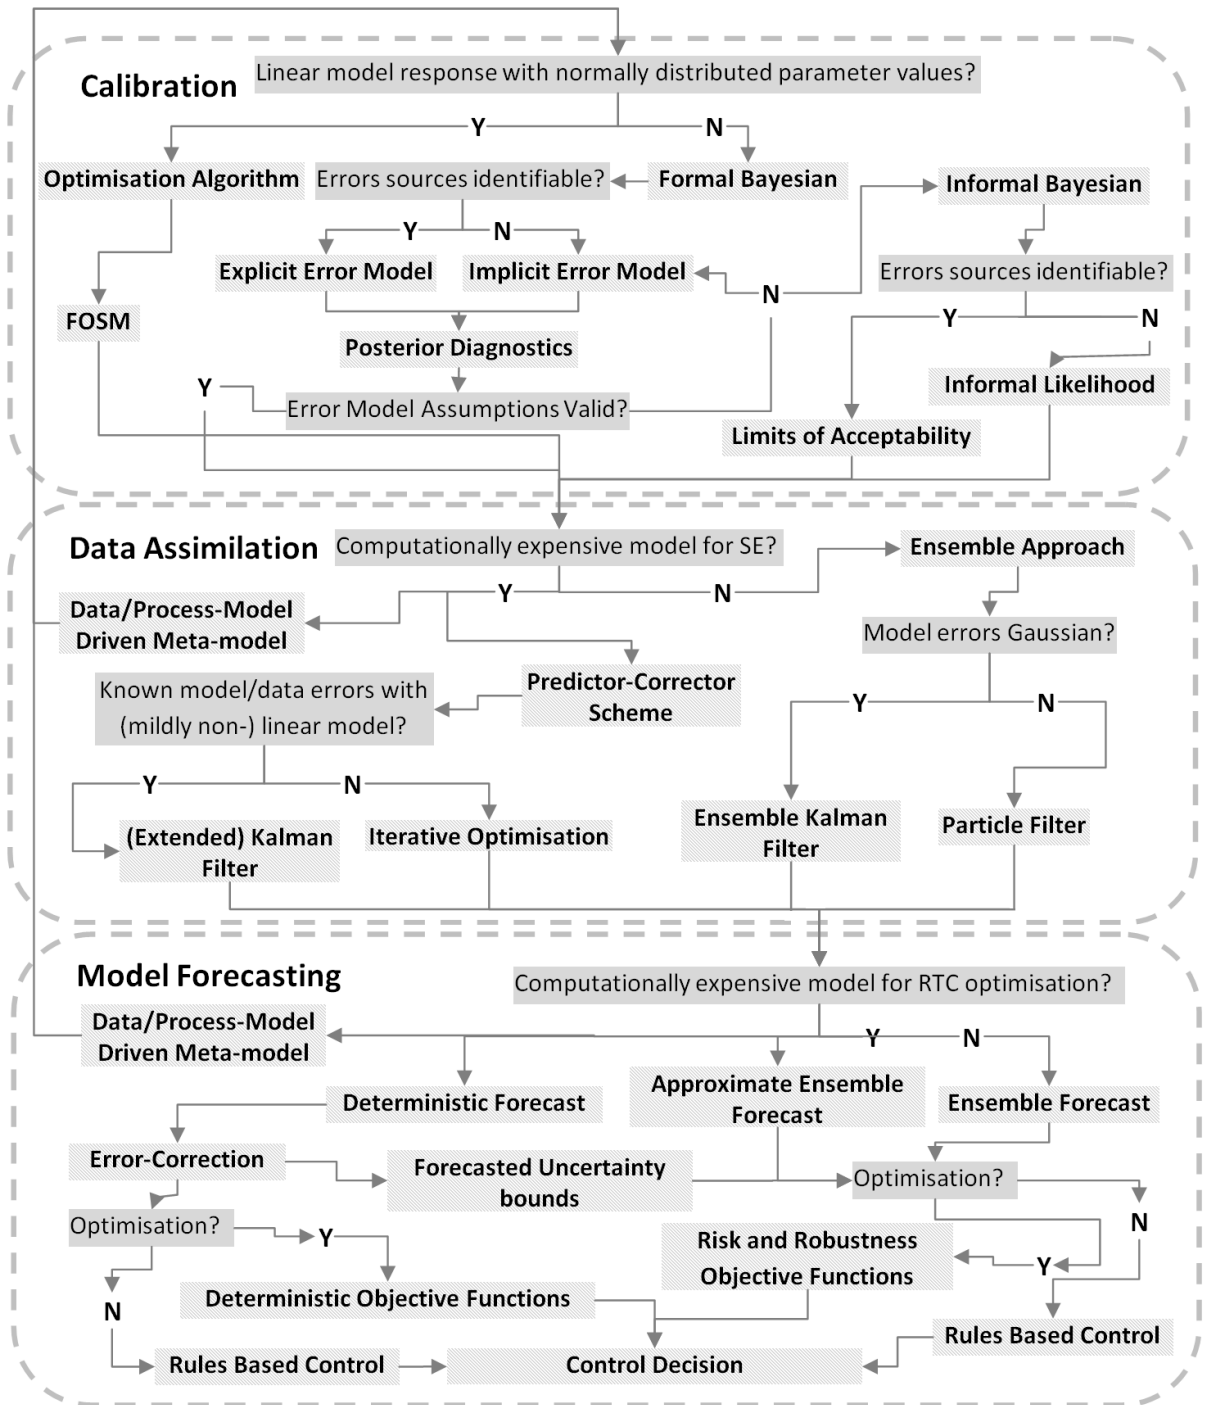 Linear model response with normally distributed parameter values?
Calibration
Y
N
Optimisation Algorithm
Errors sources identifiable?
Formal Bayesian
Informal Bayesian
Y
N
Explicit Error Model
Implicit Error Model
Errors sources identifiable?
N
FOSM
Y
N
Posterior Diagnostics
Y
Informal Likelihood
Error Model Assumptions Valid?
Limits of Acceptability
Data Assimilation
Computationally expensive model for SE?
Ensemble Approach
Y
N
Data/Process-Model
Driven Meta-model
Model errors Gaussian?
Known model/data errors with
(mildly non-) linear model?
Predictor-Corrector
Scheme
Y
N
Y
N
(Extended) Kalman
Filter
Iterative Optimisation
Ensemble Kalman
Filter
Particle Filter
Model Forecasting
Computationally expensive model for RTC optimisation?
Data/Process-Model
Driven Meta-model
Y
N
Deterministic Forecast
Approximate Ensemble
Forecast
Ensemble Forecast
Error-Correction
Forecasted Uncertainty
bounds
Optimisation?
Optimisation?
Y
N
Risk and Robustness
Objective Functions
Y
Deterministic Objective Functions
N
Rules Based Control
Rules Based Control
Control Decision